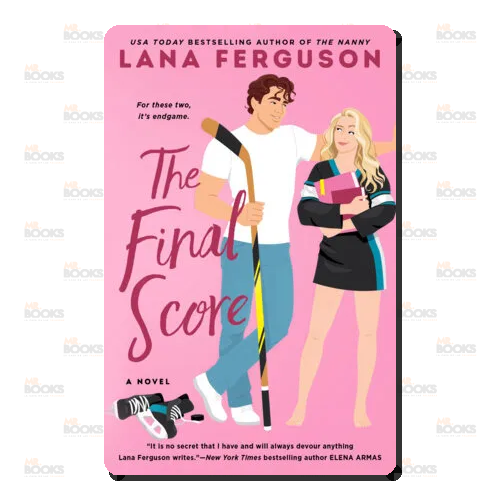 USA TODAY BESTSELLING AUTHOR OF THE NANNY
LANA FERGUSON
For these two,
it's endgame.
The
Final
Score
A NOVEL
"It is no secret that I have and will always devour anything
Lana Ferguson writes."—New York Times bestselling author ELENA ARMAS
MB
BOOKS